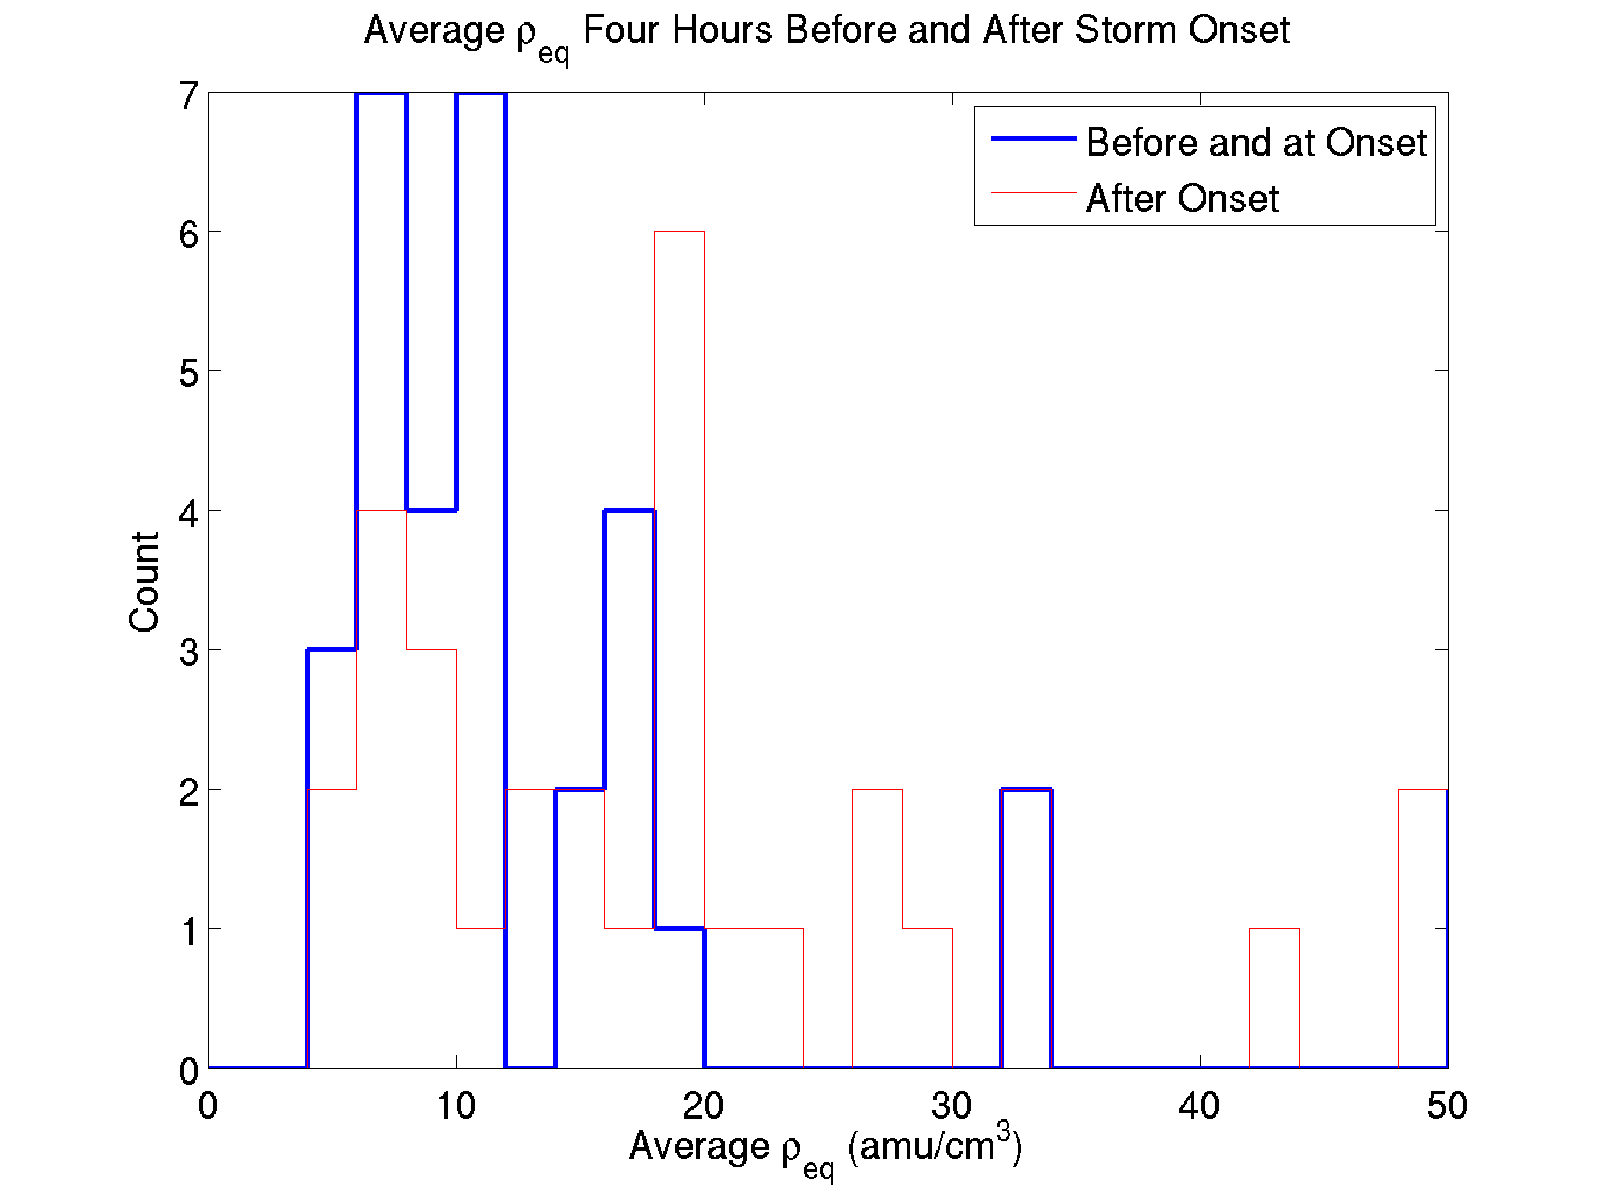 Average ρeq Four Hours Before and After Storm Onset
7
Before and at Onset
After Onset
6
5
4
3
2
1
0
Count
0 10 20 30 40 50
Average ρeq (amu/cm³)